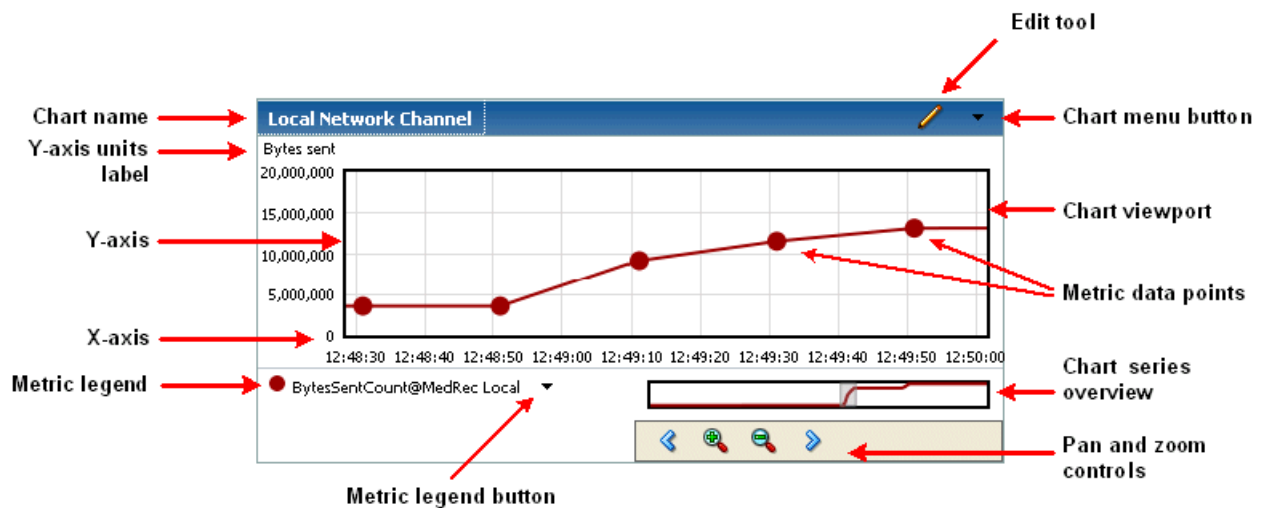 Edit tool
Chart name
Local Network Channel
Chart menu button
Y-axis units
label
Bytes sent
20,000,000
15,000,000
Chart viewport
Y-axis
10,000,000
5,000,000
Metric data points
X-axis
0
12:48:30 12:48:40 12:48:50 12:49:00 12:49:10 12:49:20 12:49:30 12:49:40 12:49:50 12:50:00
Metric legend
BytesSentCount@MedRec Local
Chart series
overview
Pan and zoom
controls
Metric legend button